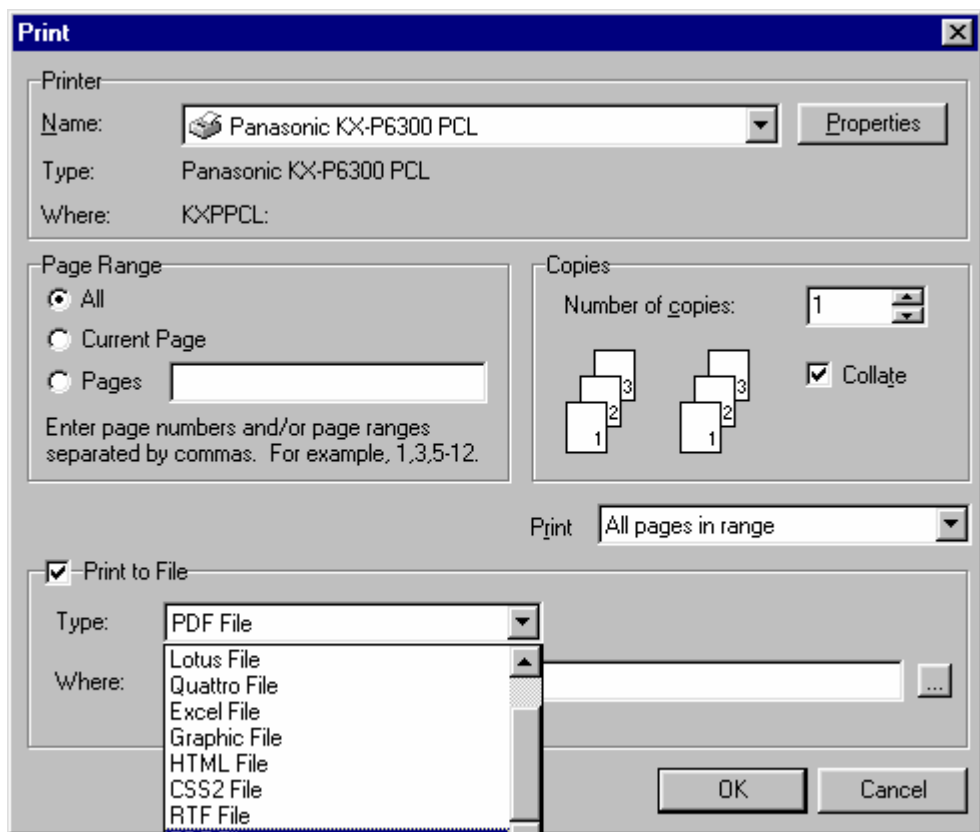 Print
Printer
Name: Panasonic KX-P6300 PCL Properties
Type: Panasonic KX-P6300 PCL
Where: KXPPCL:
Page Range
All
Current Page
Pages
Enter page numbers and/or page ranges
separated by commas. For example, 1,3,5-12.
Copies
Number of copies: 1
1 2 3 1 2 3
Collate
Print All pages in range
Print to File
Type: PDF File
Lotus File
Quattro File
Excel File
Graphic File
HTML File
CSS2 File
RTF File
Where: ...
OK Cancel